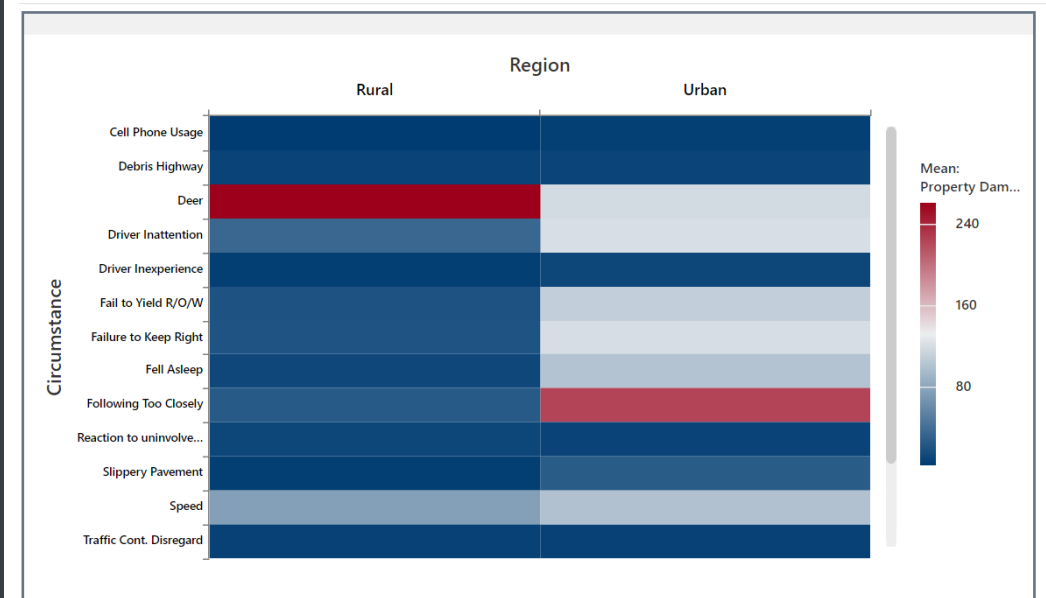 Region
Rural
Urban
Circumstance
Cell Phone Usage
Debris Highway
Deer
Driver Inattention
Driver Inexperience
Fail to Yield R/O/W
Failure to Keep Right
Fell Asleep
Following Too Closely
Reaction to uninvolve...
Slippery Pavement
Speed
Traffic Cont. Disregard
Mean:
Property Dam...
240
160
80